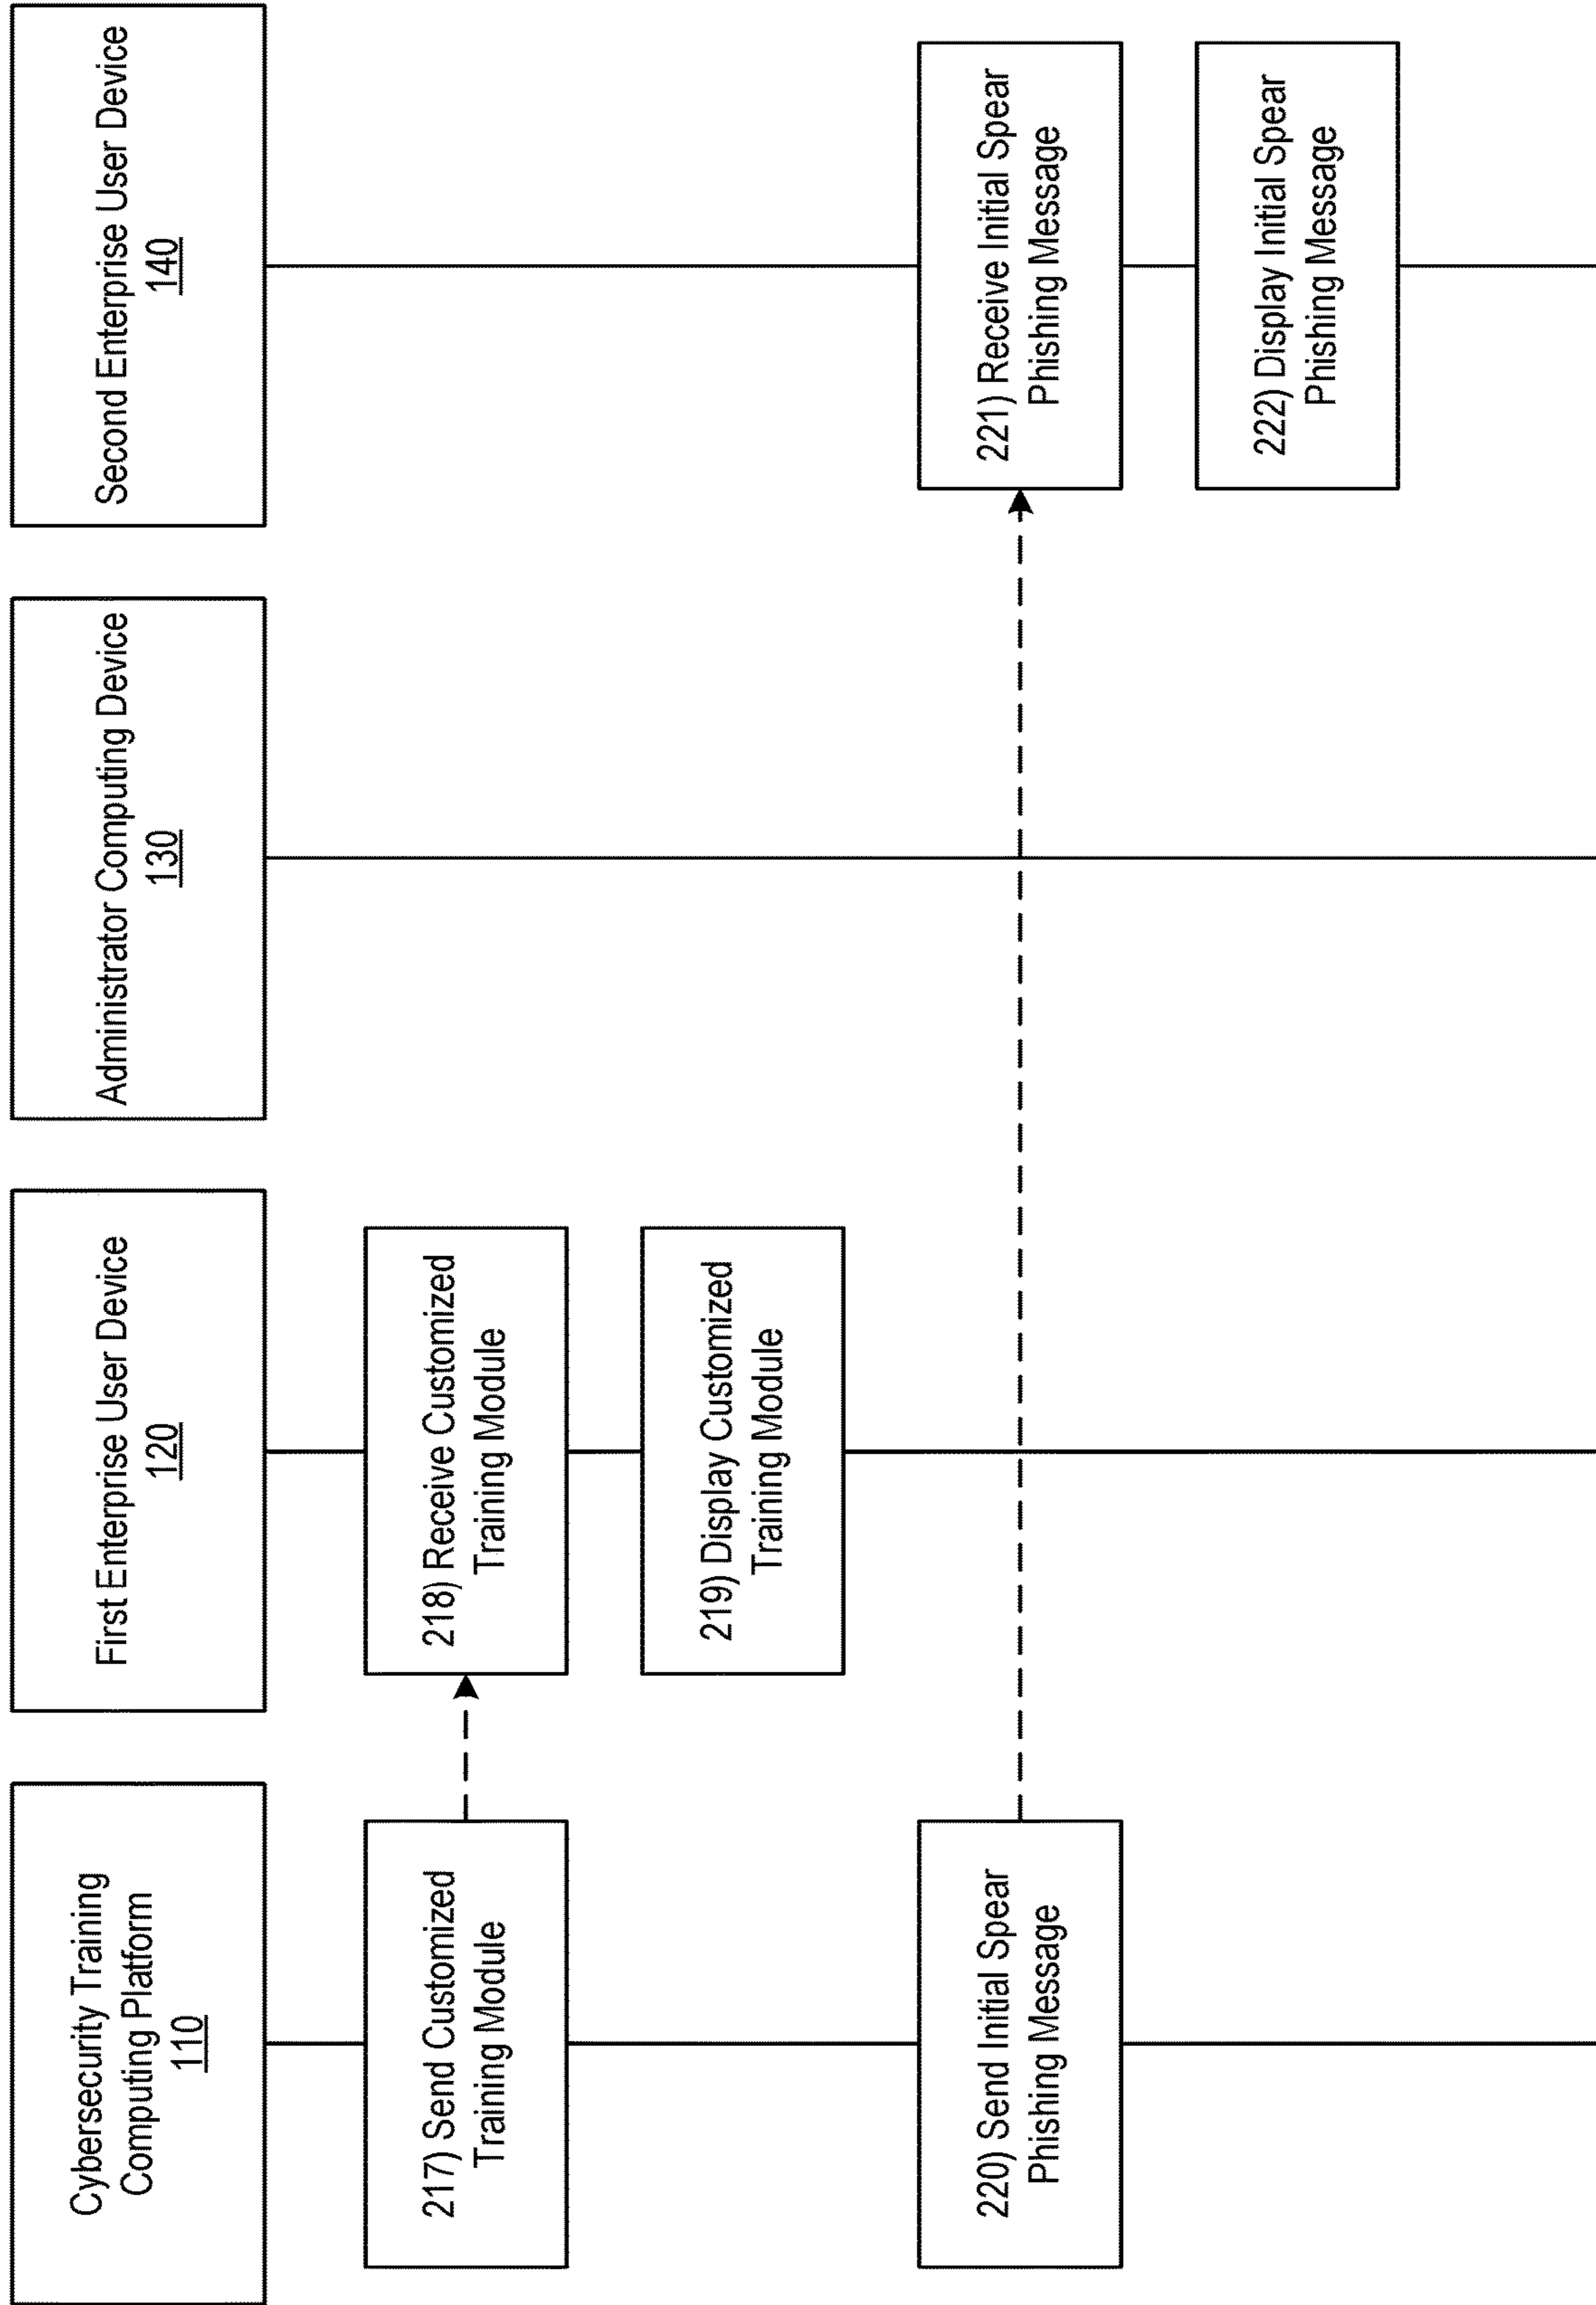 Cybersecurity Training
Computing Platform
110
First Enterprise User Device
120
Administrator Computing Device
130
Second Enterprise User Device
140
217) Send Customized
Training Module
218) Receive Customized
Training Module
219) Display Customized
Training Module
220) Send Initial Spear
Phishing Message
221) Receive Initial Spear
Phishing Message
222) Display Initial Spear
Phishing Message